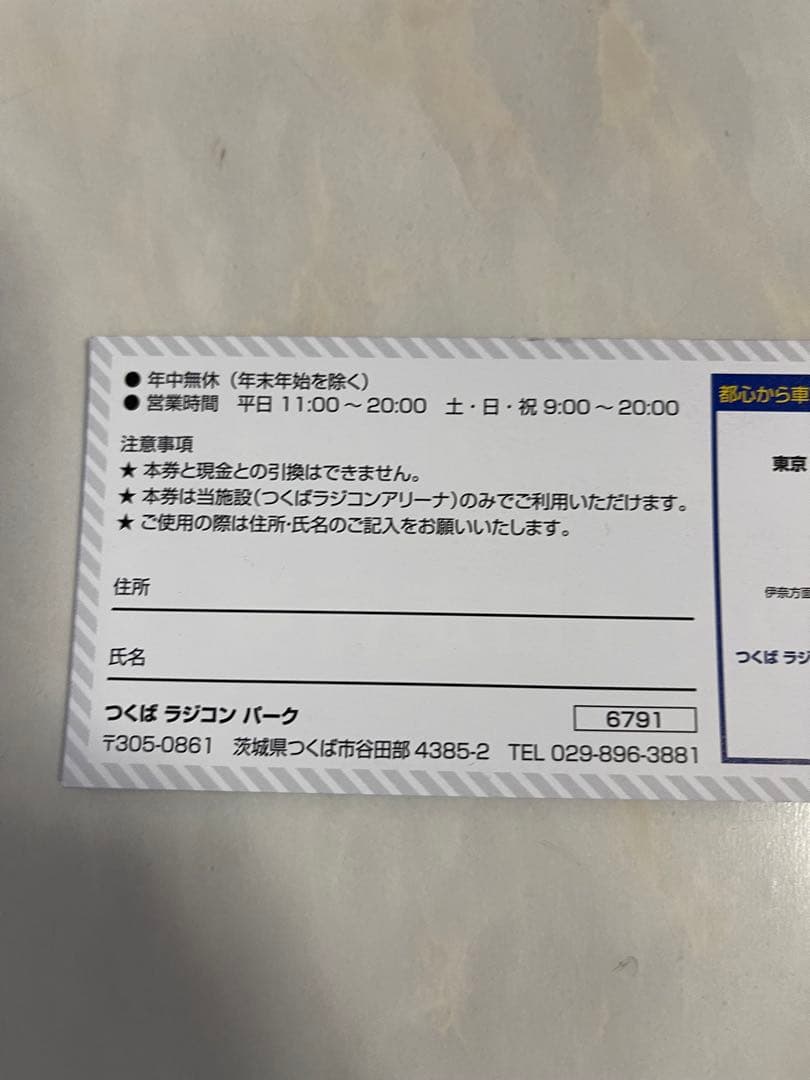 ● 年中無休（年末年始を除く）
● 営業時間　平日 11:00～20:00　土・日・祝 9:00～20:00
注意事項
★ 本券と現金との引換はできません。
★ 本券は当施設（つくばラジコンアリーナ）のみでご利用いただけます。
★ ご使用の際は住所・氏名のご記入をお願いいたします。
住所
氏名
つくば ラジコン パーク
6791
〒305-0861　茨城県つくば市谷田部 4385-2　TEL 029-896-3881
都心から車
東京
伊奈方面
つくば ラジ